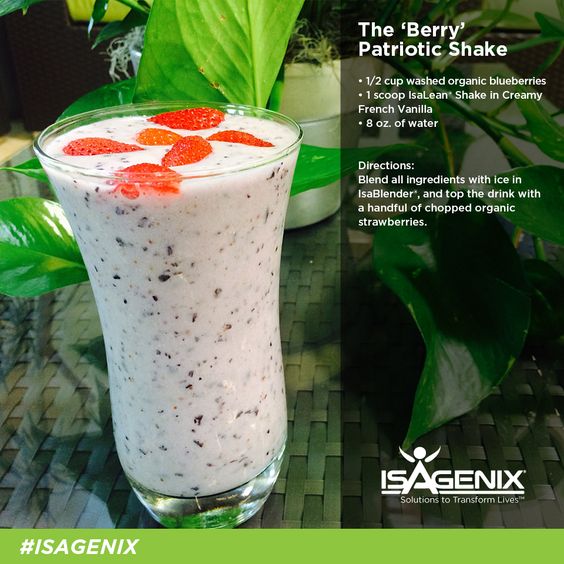 The ‘Berry’
Patriotic Shake
• 1/2 cup washed organic blueberries
• 1 scoop IsaLean® Shake in Creamy
French Vanilla
• 8 oz. of water
Directions:
Blend all ingredients with ice in
IsaBlender®, and top the drink with
a handful of chopped organic
strawberries.
ISAGENIX®
Solutions to Transform Lives™
#ISAGENIX